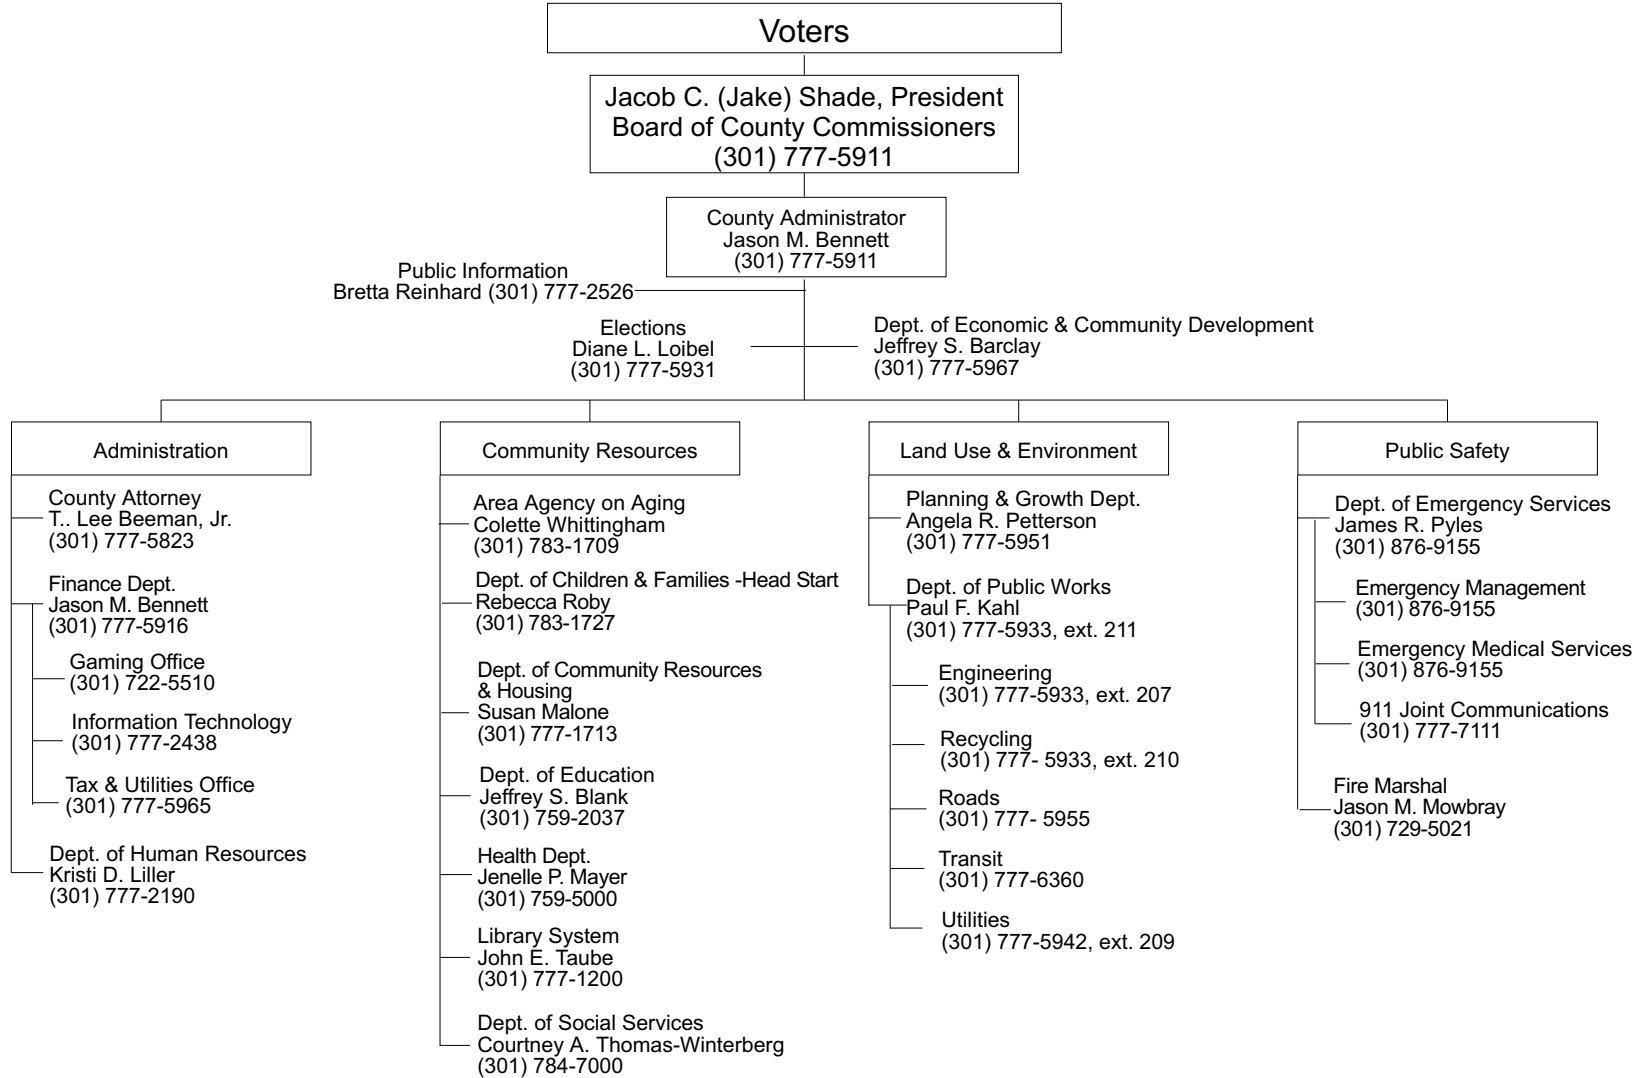 Voters
Jacob C. (Jake) Shade, President
Board of County Commissioners
(301) 777-5911
County Administrator
Jason M. Bennett
(301) 777-5911
Public Information
Bretta Reinhard (301) 777-2526
Elections
Diane L. Loibel
(301) 777-5931
Dept. of Economic & Community Development
Jeffrey S. Barclay
(301) 777-5967
Administration
County Attorney
T.. Lee Beeman, Jr.
(301) 777-5823
Finance Dept.
Jason M. Bennett
(301) 777-5916
Gaming Office
(301) 722-5510
Information Technology
(301) 777-2438
Tax & Utilities Office
(301) 777-5965
Dept. of Human Resources
Kristi D. Liller
(301) 777-2190
Community Resources
Area Agency on Aging
Colette Whittingham
(301) 783-1709
Dept. of Children & Families -Head Start
Rebecca Roby
(301) 783-1727
Dept. of Community Resources
& Housing
Susan Malone
(301) 777-1713
Dept. of Education
Jeffrey S. Blank
(301) 759-2037
Health Dept.
Jenelle P. Mayer
(301) 759-5000
Library System
John E. Taube
(301) 777-1200
Dept. of Social Services
Courtney A. Thomas-Winterberg
(301) 784-7000
Land Use & Environment
Planning & Growth Dept.
Angela R. Petterson
(301) 777-5951
Dept. of Public Works
Paul F. Kahl
(301) 777-5933, ext. 211
Engineering
(301) 777-5933, ext. 207
Recycling
(301) 777- 5933, ext. 210
Roads
(301) 777- 5955
Transit
(301) 777-6360
Utilities
(301) 777-5942, ext. 209
Public Safety
Dept. of Emergency Services
James R. Pyles
(301) 876-9155
Emergency Management
(301) 876-9155
Emergency Medical Services
(301) 876-9155
911 Joint Communications
(301) 777-7111
Fire Marshal
Jason M. Mowbray
(301) 729-5021